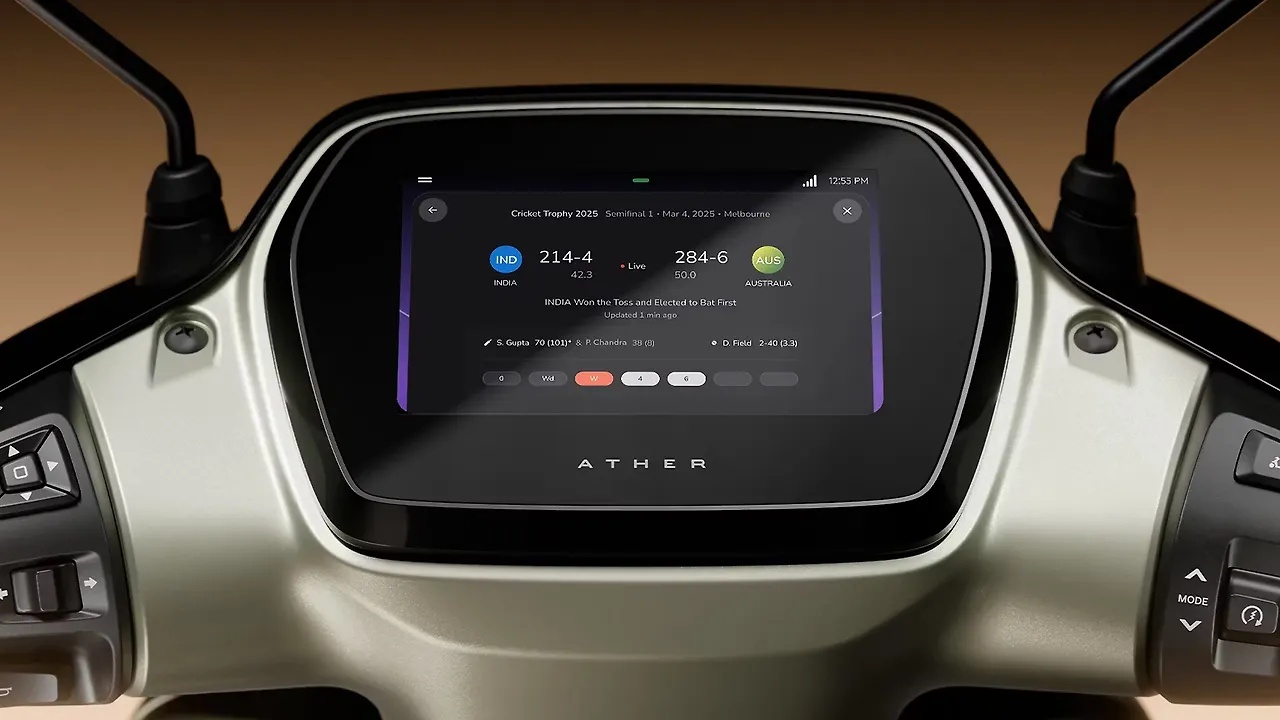 12:55 PM
Cricket Trophy 2025 Semifinal 1 • Mar 4, 2025 • Melbourne
IND 214-4 Live 284-6 AUS
42.3 50.0
INDIA AUSTRALIA
INDIA Won the Toss and Elected to Bat First
Updated 1 min ago
S. Gupta 70 (101)* & P. Chandra 38 (8) D. Field 2-40 (3.3)
0 Wd W 4 6
ATHER
MODE